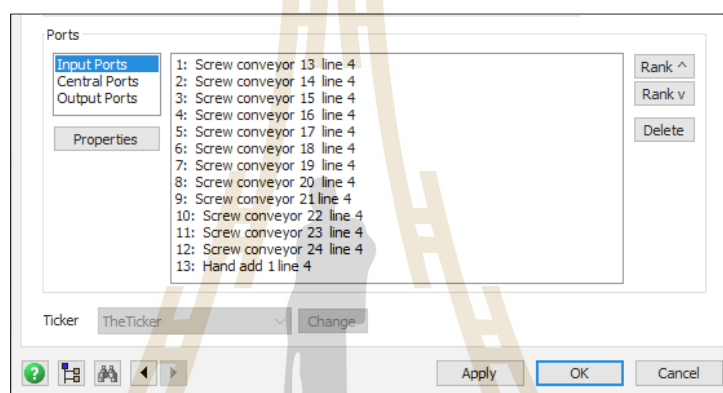 Ports
Input Ports
Central Ports
Output Ports
Properties
1: Screw conveyor 13 line 4
2: Screw conveyor 14 line 4
3: Screw conveyor 15 line 4
4: Screw conveyor 16 line 4
5: Screw conveyor 17 line 4
6: Screw conveyor 18 line 4
7: Screw conveyor 19 line 4
8: Screw conveyor 20 line 4
9: Screw conveyor 21 line 4
10: Screw conveyor 22 line 4
11: Screw conveyor 23 line 4
12: Screw conveyor 24 line 4
13: Hand add 1 line 4
Rank ^
Rank v
Delete
Ticker TheTicker Change
? Apply OK Cancel